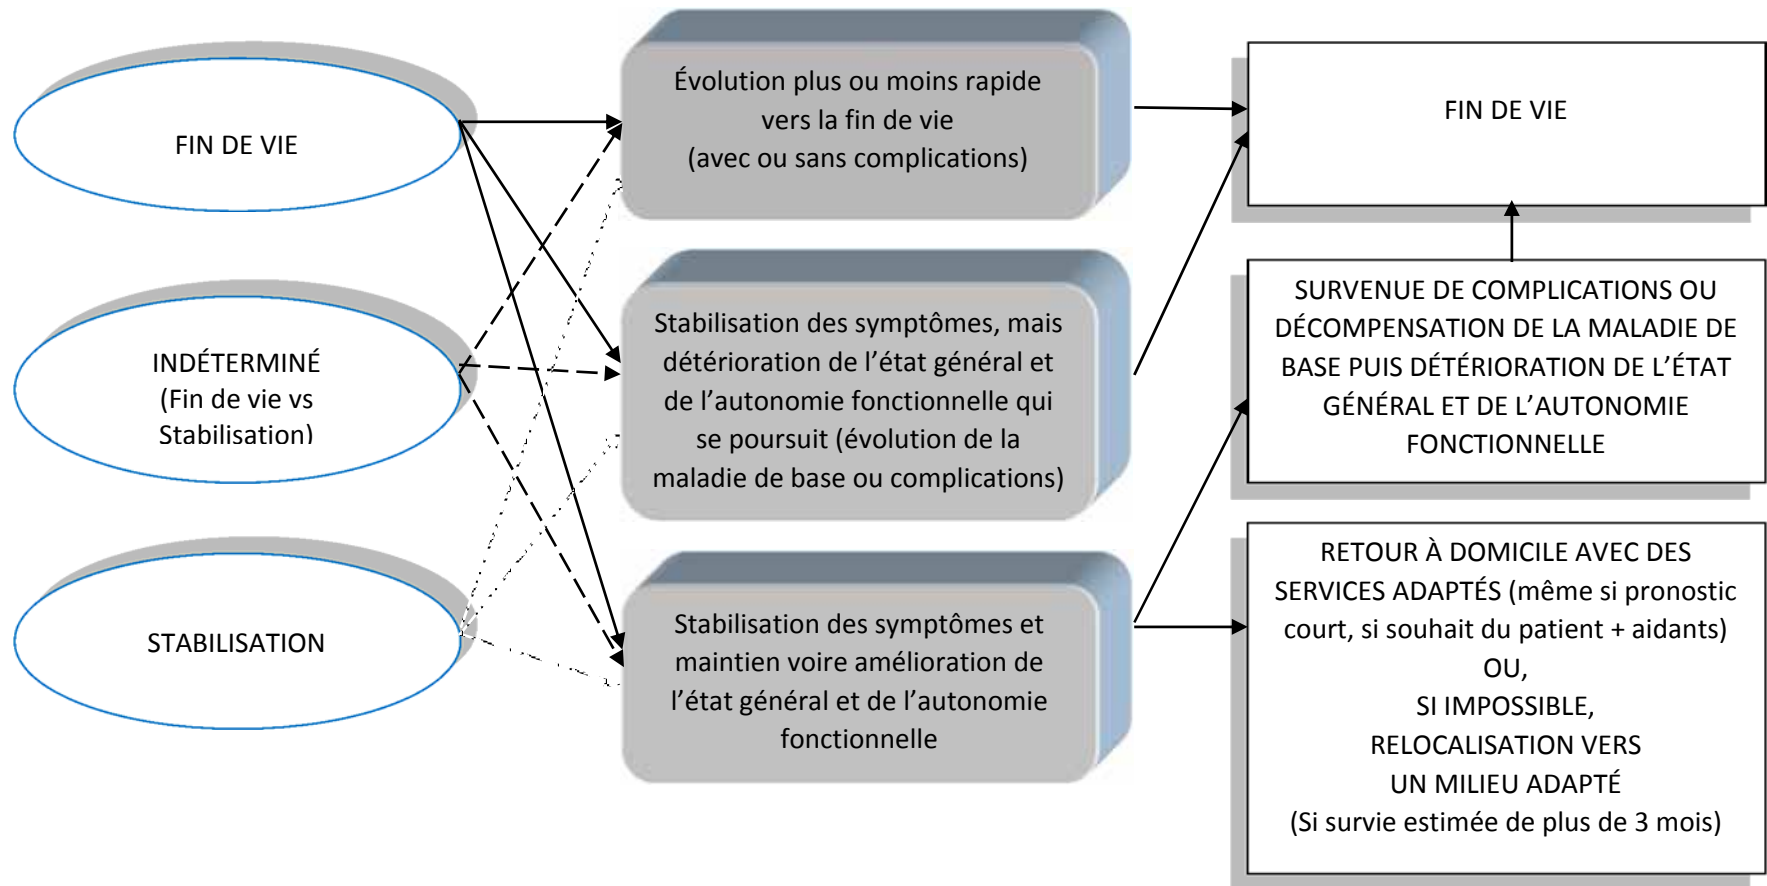 FIN DE VIE
INDÉTERMINÉ
(Fin de vie vs
Stabilisation)
STABILISATION
Évolution plus ou moins rapide
vers la fin de vie
(avec ou sans complications)
Stabilisation des symptômes, mais
détérioration de l’état général et
de l’autonomie fonctionnelle qui
se poursuit (évolution de la
maladie de base ou complications)
Stabilisation des symptômes et
maintien voire amélioration de
l’état général et de l’autonomie
fonctionnelle
FIN DE VIE
SURVENUE DE COMPLICATIONS OU
DÉCOMPENSATION DE LA MALADIE DE
BASE PUIS DÉTÉRIORATION DE L’ÉTAT
GÉNÉRAL ET DE L’AUTONOMIE
FONCTIONNELLE
RETOUR À DOMICILE AVEC DES
SERVICES ADAPTÉS (même si pronostic
court, si souhait du patient + aidants)
OU,
SI IMPOSSIBLE,
RELOCALISATION VERS
UN MILIEU ADAPTÉ
(Si survie estimée de plus de 3 mois)